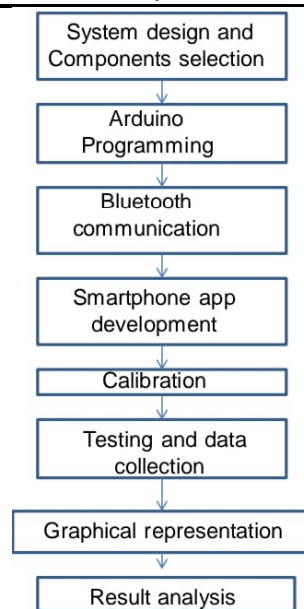 System design and
Components selection
Arduino
Programming
Bluetooth
communication
Smartphone app
development
Calibration
Testing and data
collection
Graphical representation
Result analysis